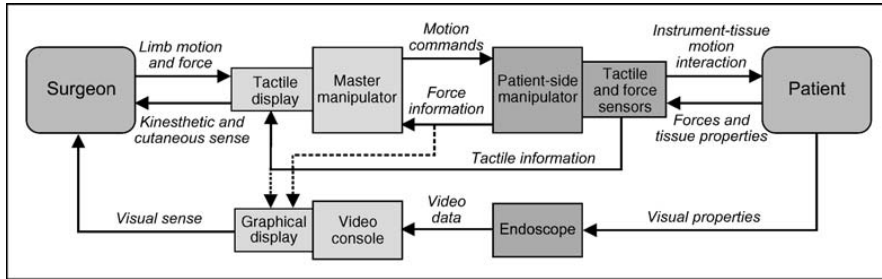 Surgeon
Limb motion
and force
Kinesthetic and
cutaneous sense
Tactile
display
Master
manipulator
Motion
commands
Force
information
Patient-side
manipulator
Tactile
and force
sensors
Instrument-tissue
motion
interaction
Forces and
tissue properties
Patient
Tactile information
Visual sense
Graphical
display
Video
console
Video
data
Endoscope
Visual properties